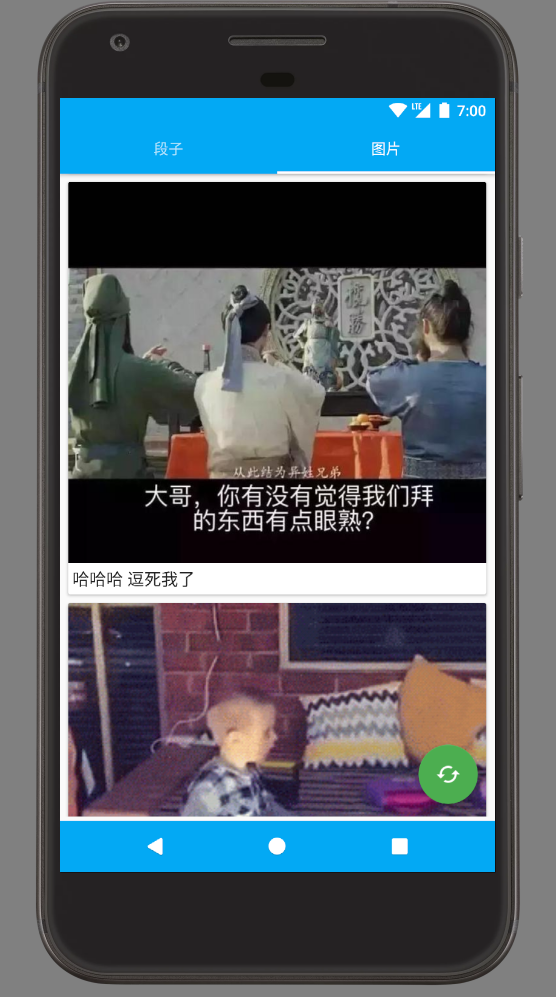 LTE 7:00
段子 图片
从此结为异姓兄弟
大哥，你有没有觉得我们拜
的东西有点眼熟？
哈哈哈 逗死我了